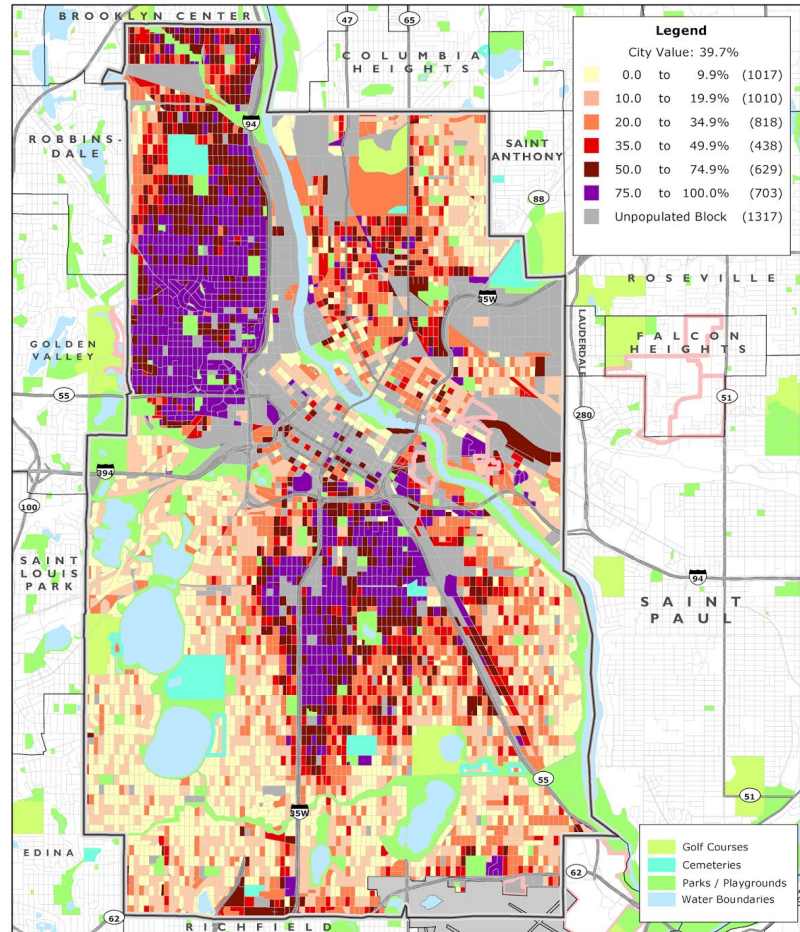 BROOKLYN CENTER
47
65
COLUMBIA
HEIGHTS
94
ROBBINS-
DALE
SAINT
ANTHONY
88
Legend
City Value: 39.7%
0.0 to 9.9% (1017)
10.0 to 19.9% (1010)
20.0 to 34.9% (818)
35.0 to 49.9% (438)
50.0 to 74.9% (629)
75.0 to 100.0% (703)
Unpopulated Block (1317)
ROSEVILLE
35W
LAUDERDALE
FALCON
HEIGHTS
GOLDEN
VALLEY
55
51
280
394
100
SAINT
LOUIS
PARK
94
SAINT
PAUL
55
51
35W
EDINA
62
62
RICHFIELD
Golf Courses
Cemeteries
Parks / Playgrounds
Water Boundaries